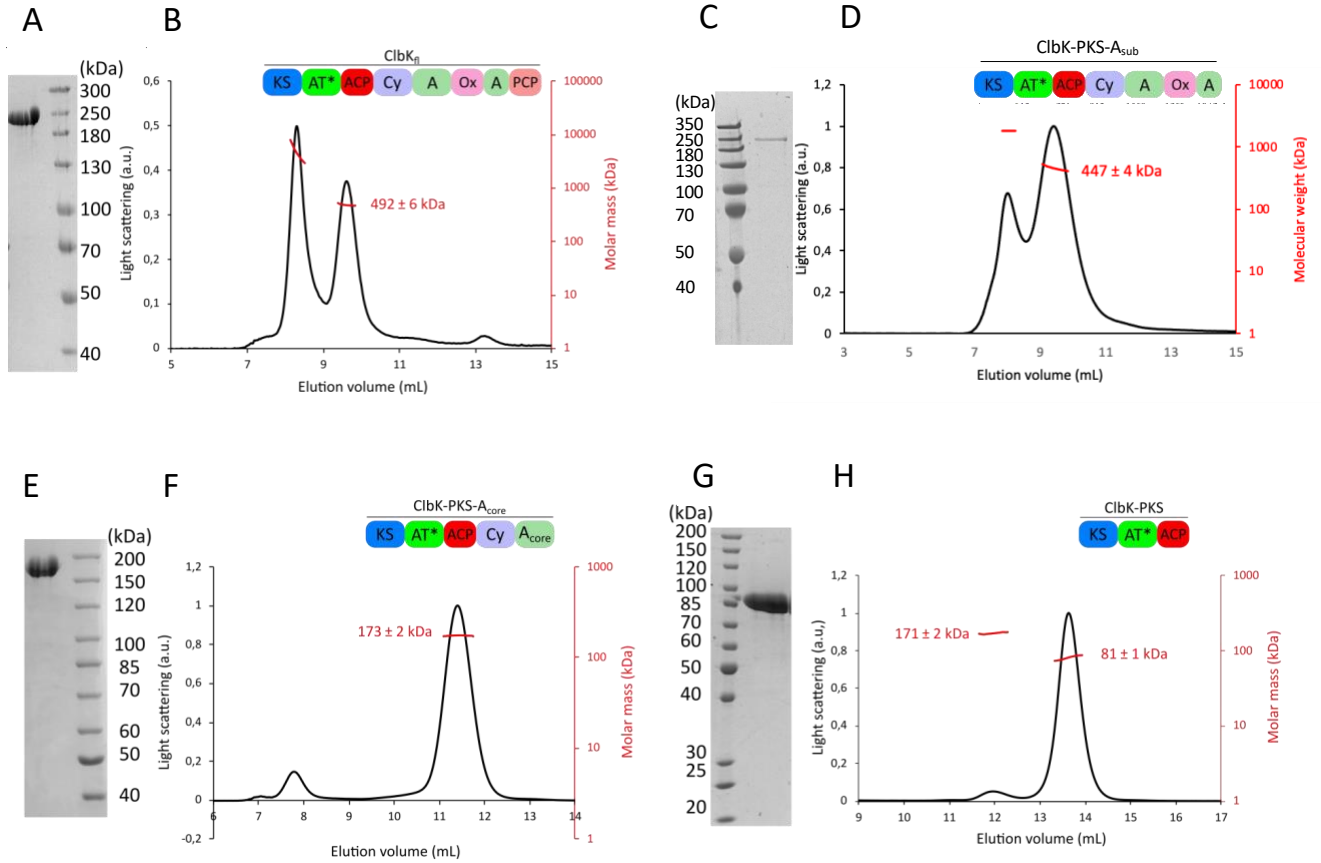 A
(kDa)
300
250
180
130
100
70
50
40
B
ClbKfl
KS AT* ACP Cy A Ox A PCP
0,6
0,5
0,4
0,3
0,2
0,1
0
Light scattering (a.u.)
5 7 9 11 13 15
Elution volume (mL)
492 ± 6 kDa
100000
10000
1000
100
10
1
Molar mass (kDa)
C
(kDa)
350
250
180
130
100
70
50
40
D
ClbK-PKS-Asub
KS AT* ACP Cy A Ox A
1,2
1
0,8
0,6
0,4
0,2
0
Light scattering (a.u.)
3 5 7 9 11 13 15
Elution volume (mL)
447 ± 4 kDa
10000
1000
100
10
1
Molecular weight (kDa)
E
(kDa)
200
150
120
100
85
70
60
50
40
F
ClbK-PKS-Acore
KS AT* ACP Cy Acore
1,2
1
0,8
0,6
0,4
0,2
0
-0,2
Light scattering (a.u.)
6 7 8 9 10 11 12 13 14
Elution volume (mL)
173 ± 2 kDa
1000
100
10
1
Molar mass (kDa)
G
(kDa)
200
150
120
100
85
70
60
50
40
30
25
20
H
ClbK-PKS
KS AT* ACP
1,2
1
0,8
0,6
0,4
0,2
0
Light scattering (a.u,)
9 10 11 12 13 14 15 16 17
Elution volume (mL)
171 ± 2 kDa
81 ± 1 kDa
1000
100
10
1
Molar mass (kDa)